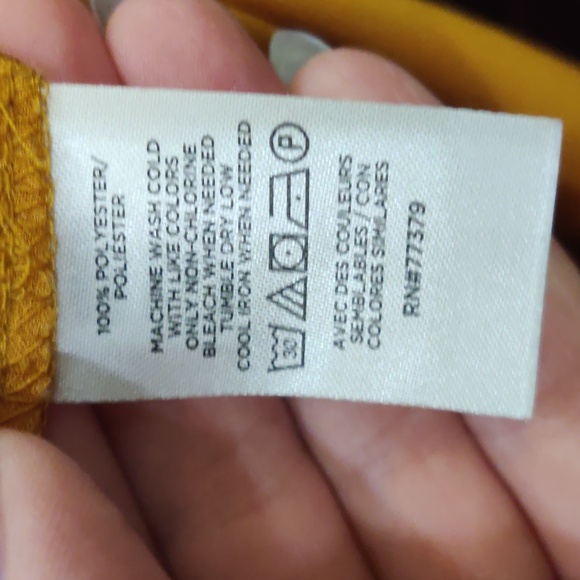 100% POLYESTER/
POLIESTER
MACHINE WASH COLD
WITH LIKE COLORS
ONLY NON-CHLORINE
BLEACH WHEN NEEDED
TUMBLE DRY LOW
COOL IRON WHEN NEEDED
30 P
AVEC DES COULEURS
SEMBLABLES / CON
COLORES SIMILARES
RN#77379